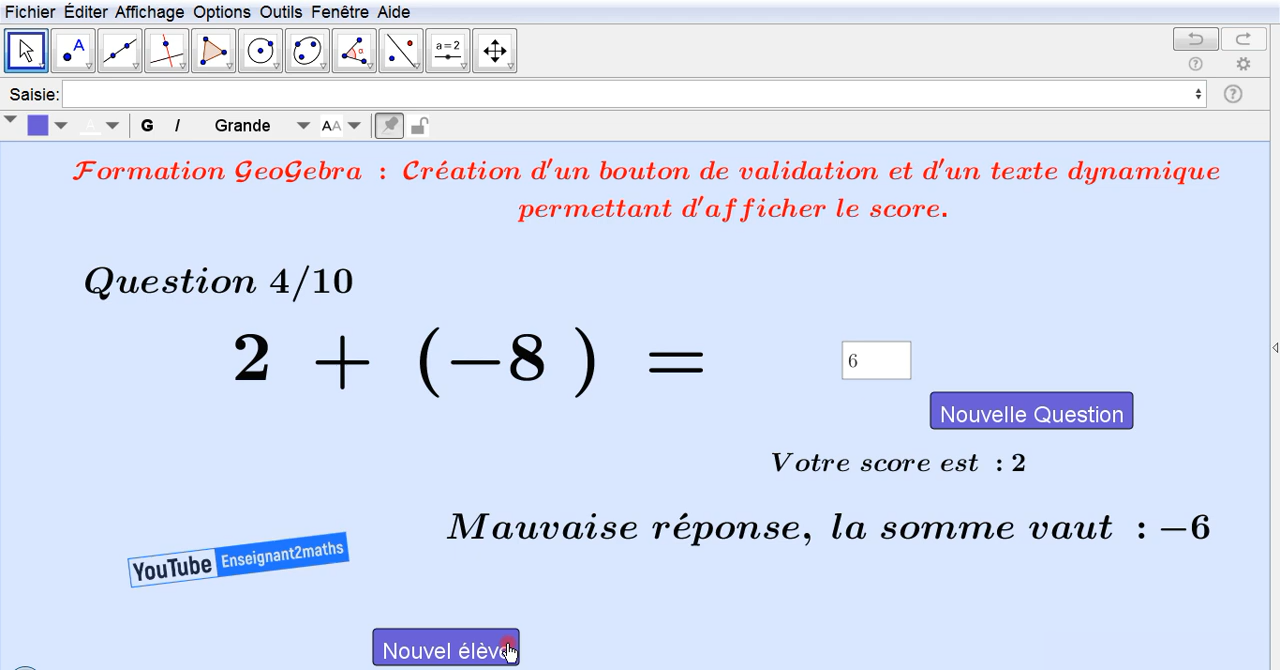 Fichier Éditer Affichage Options Outils Fenêtre Aide
A a=2
Saisie:
G I Grande AA
Formation GeoGebra : Création d'un bouton de validation et d'un texte dynamique
permettant d'afficher le score.
Question 4/10
2 + (−8 ) =
6
Nouvelle Question
Votre score est : 2
Mauvaise réponse, la somme vaut : −6
YouTube Enseignant2maths